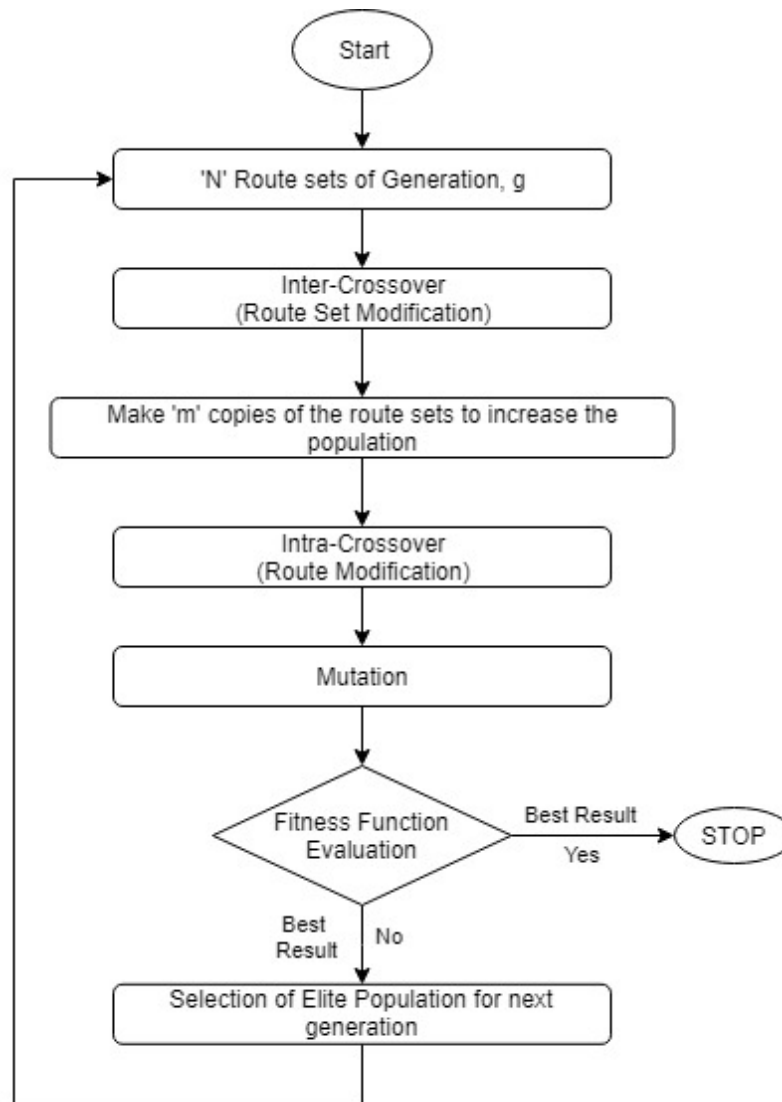 Start
'N' Route sets of Generation, g
Inter-Crossover
(Route Set Modification)
Make 'm' copies of the route sets to increase the
population
Intra-Crossover
(Route Modification)
Mutation
Fitness Function
Evaluation
Best Result
Yes
STOP
Best
Result
No
Selection of Elite Population for next
generation